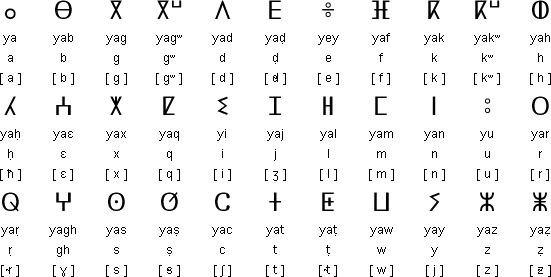 ⴰ ⴱ ⴳ ⴳⵯ ⴷ ⴹ ⴻ ⴼ ⴽ ⴽⵯ ⵀ
ya yab yag yagʷ yad yaḍ yey yaf yak yakʷ yah
a b g gʷ d ḍ e f k kʷ h
[ a ] [ b ] [ g ] [ gʷ ] [ d ] [ ᵭ ] [ e ] [ f ] [ k ] [ kʷ ] [ h ]
ⵃ ⵄ ⵅ ⵇ ⵉ ⵊ ⵍ ⵎ ⵏ ⵓ ⵔ
yaḥ yaε yax yaq yi yaj yal yam yan yu yar
ḥ ε x q i j l m n u r
[ ħ ] [ ε ] [ x ] [ q ] [ i ] [ ʒ ] [ l ] [ m ] [ n ] [ u ] [ r ]
ⵕ ⵖ ⵙ ⵚ ⵛ ⵜ ⵟ ⵡ ⵢ ⵣ ⵥ
yaṛ yagh yas yaṣ yac yat yaṭ yaw yay yaz yaẓ
ṛ gh s ṣ c t ṭ w y z ẓ
[ ᵲ ] [ ɣ ] [ s ] [ ᵴ ] [ c ] [ t ] [ ᵵ ] [ w ] [ y ] [ z ] [ ᵶ ]